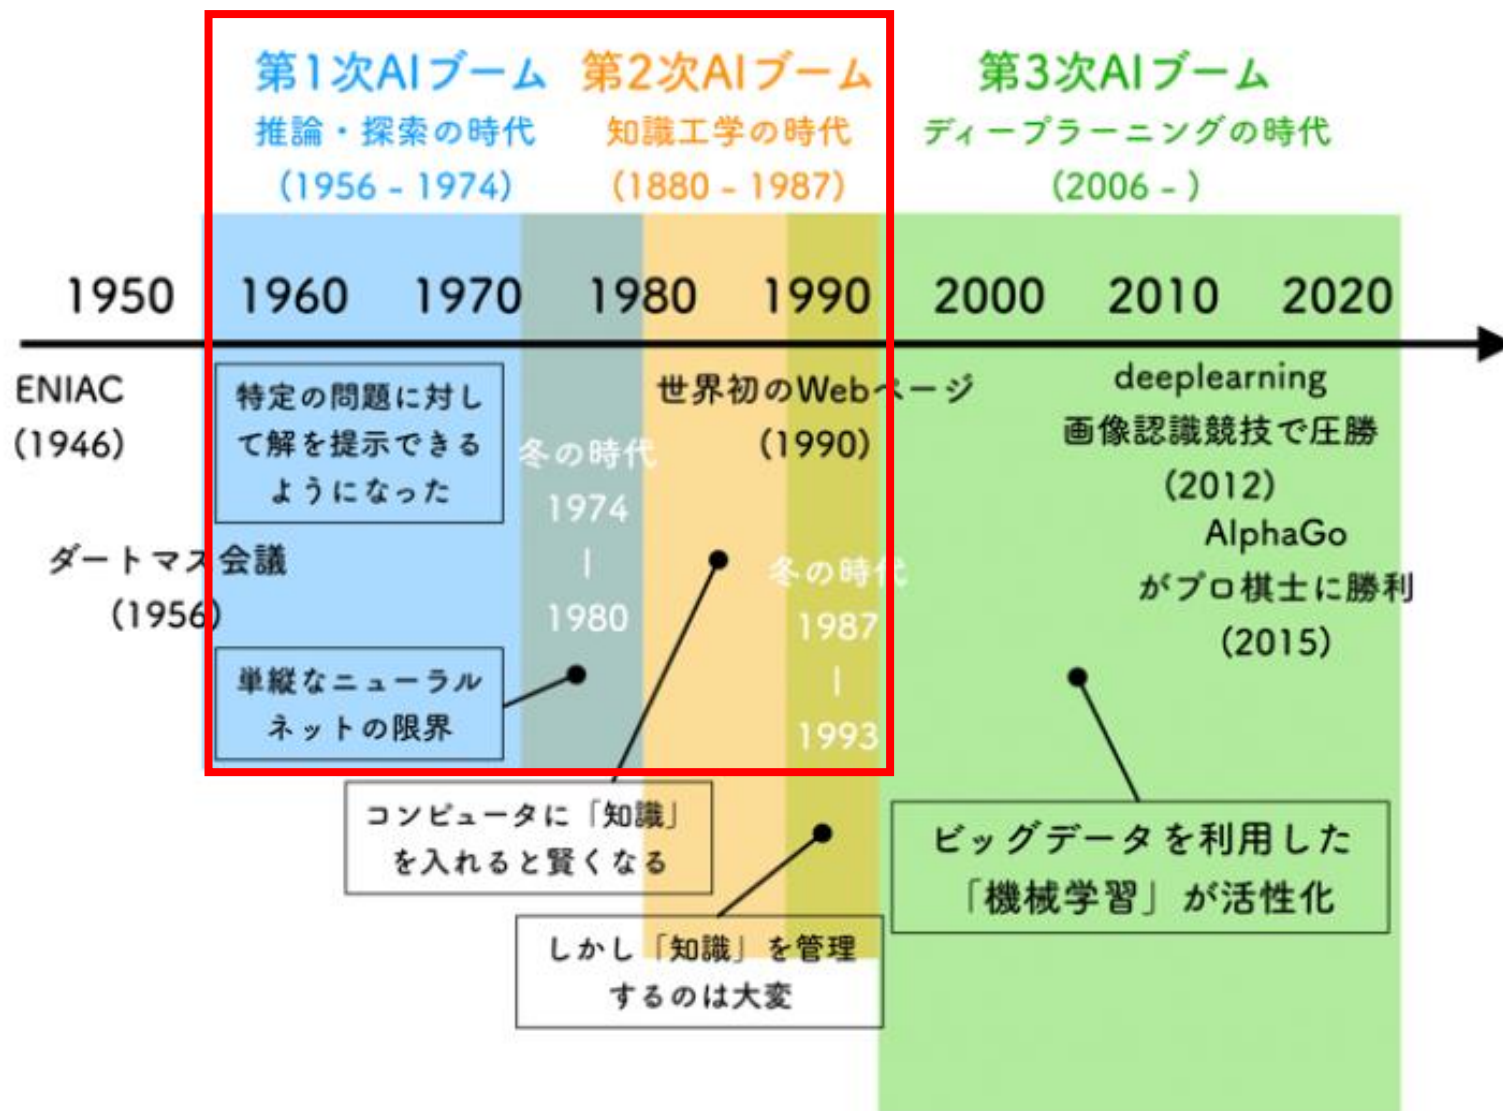 第1次AIブーム
推論・探索の時代
(1956 - 1974)
第2次AIブーム
知識工学の時代
(1880 - 1987)
第3次AIブーム
ディープラーニングの時代
(2006 - )
1950
1960
1970
1980
1990
2000
2010
2020
ENIAC
(1946)
ダートマス会議
(1956)
特定の問題に対し
て解を提示できる
ようになった
単縦なニューラル
ネットの限界
冬の時代
1974
|
1980
世界初のWebページ
(1990)
冬の時代
1987
|
1993
コンピュータに「知識」
を入れると賢くなる
しかし「知識」を管理
するのは大変
deeplearning
画像認識競技で圧勝
(2012)
AlphaGo
がプロ棋士に勝利
(2015)
ビッグデータを利用した
「機械学習」が活性化